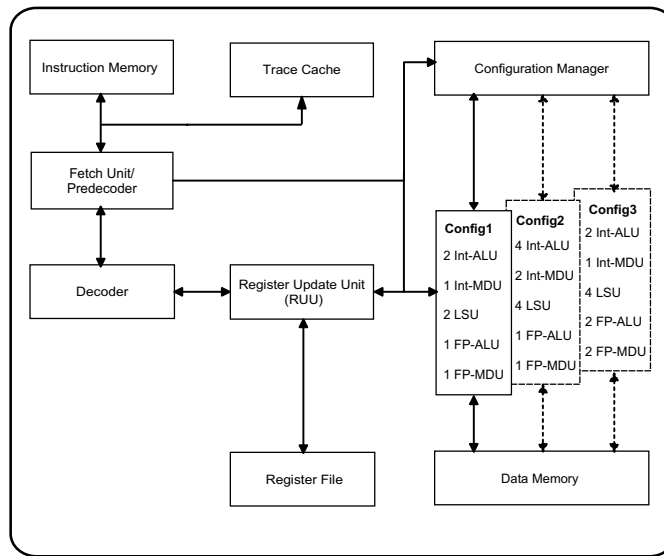 Instruction Memory
Trace Cache
Configuration Manager
Fetch Unit/
Predecoder
Decoder
Register Update Unit
(RUU)
Register File
Config1
2 Int-ALU
1 Int-MDU
2 LSU
1 FP-ALU
1 FP-MDU
Config2
4 Int-ALU
2 Int-MDU
4 LSU
1 FP-ALU
1 FP-MDU
Config3
2 Int-ALU
1 Int-MDU
4 LSU
2 FP-ALU
2 FP-MDU
Data Memory